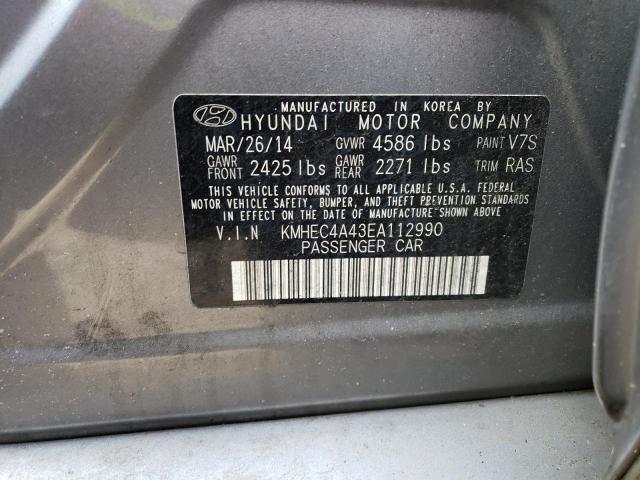 MANUFACTURED IN KOREA BY
HYUNDAI MOTOR COMPANY
MAR/26/14 GVWR 4586 lbs PAINT V7S
GAWR FRONT 2425 lbs GAWR REAR 2271 lbs TRIM RAS
THIS VEHICLE CONFORMS TO ALL APPLICABLE U.S.A. FEDERAL
MOTOR VEHICLE SAFETY, BUMPER, AND THEFT PREVENTION STANDARDS
IN EFFECT ON THE DATE OF MANUFACTURE SHOWN ABOVE
V.I.N KMHEC4A43EA112990
PASSENGER CAR